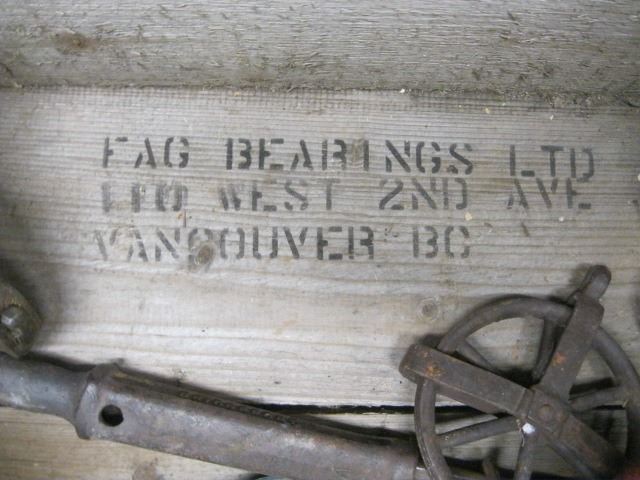 FAG BEARINGS LTD
110 WEST 2ND AVE
VANCOUVER BC